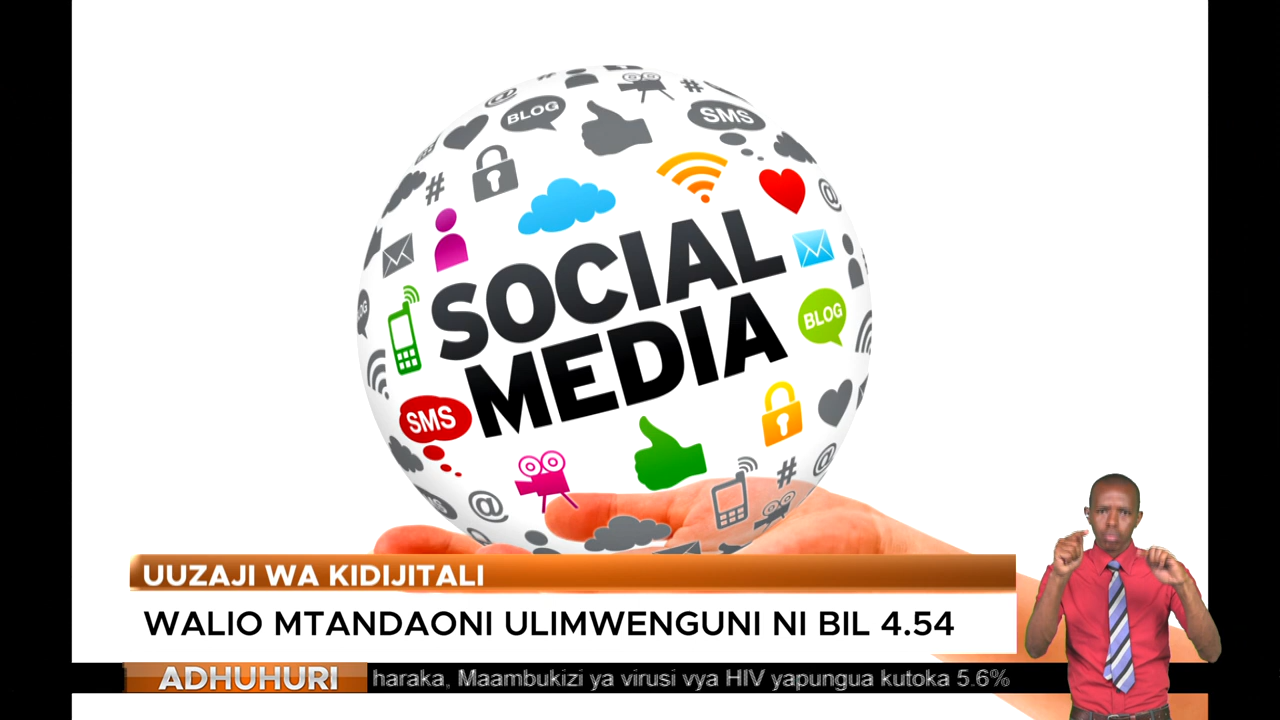 BLOG
SMS
SOCIAL
MEDIA
BLOG
SMS
UUZAJI WA KIDIJITALI
WALIO MTANDAONI ULIMWENGUNI NI BIL 4.54
ADHUHURI haraka, Maambukizi ya virusi vya HIV yapungua kutoka 5.6%